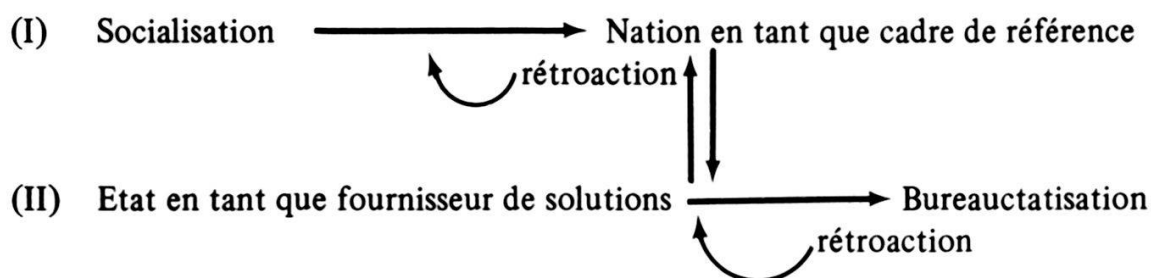 (I) Socialisation Nation en tant que cadre de référence
rétroaction
(II) Etat en tant que fournisseur de solutions Bureauctatisation
rétroaction